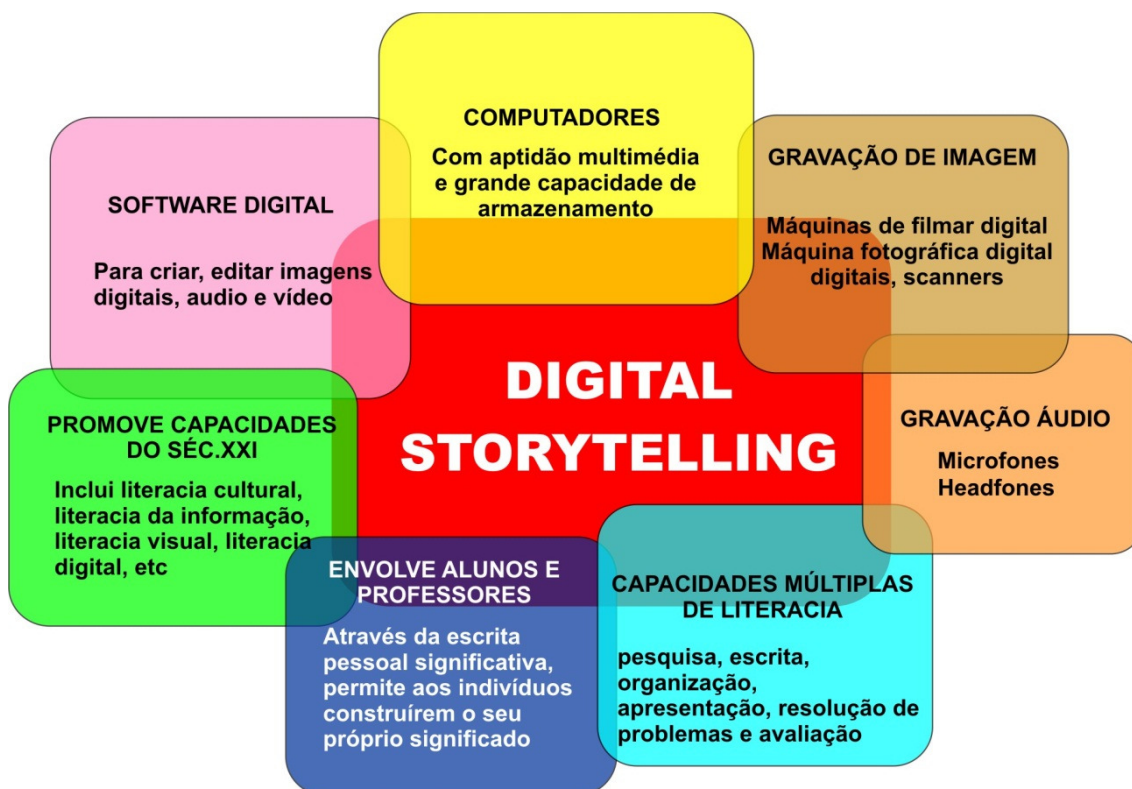 COMPUTADORES
Com aptidão multimédia
e grande capacidade de
armazenamento
GRAVAÇÃO DE IMAGEM
Máquinas de filmar digital
Máquina fotográfica digital
digitais, scanners
SOFTWARE DIGITAL
Para criar, editar imagens
digitais, audio e vídeo
DIGITAL
STORYTELLING
GRAVAÇÃO ÁUDIO
Microfones
Headfones
PROMOVE CAPACIDADES
DO SÉC.XXI
Inclui literacia cultural,
literacia da informação,
literacia visual, literacia
digital, etc
ENVOLVE ALUNOS E
PROFESSORES
Através da escrita
pessoal significativa,
permite aos indivíduos
construírem o seu
próprio significado
CAPACIDADES MÚLTIPLAS
DE LITERACIA
pesquisa, escrita,
organização,
apresentação, resolução de
problemas e avaliação